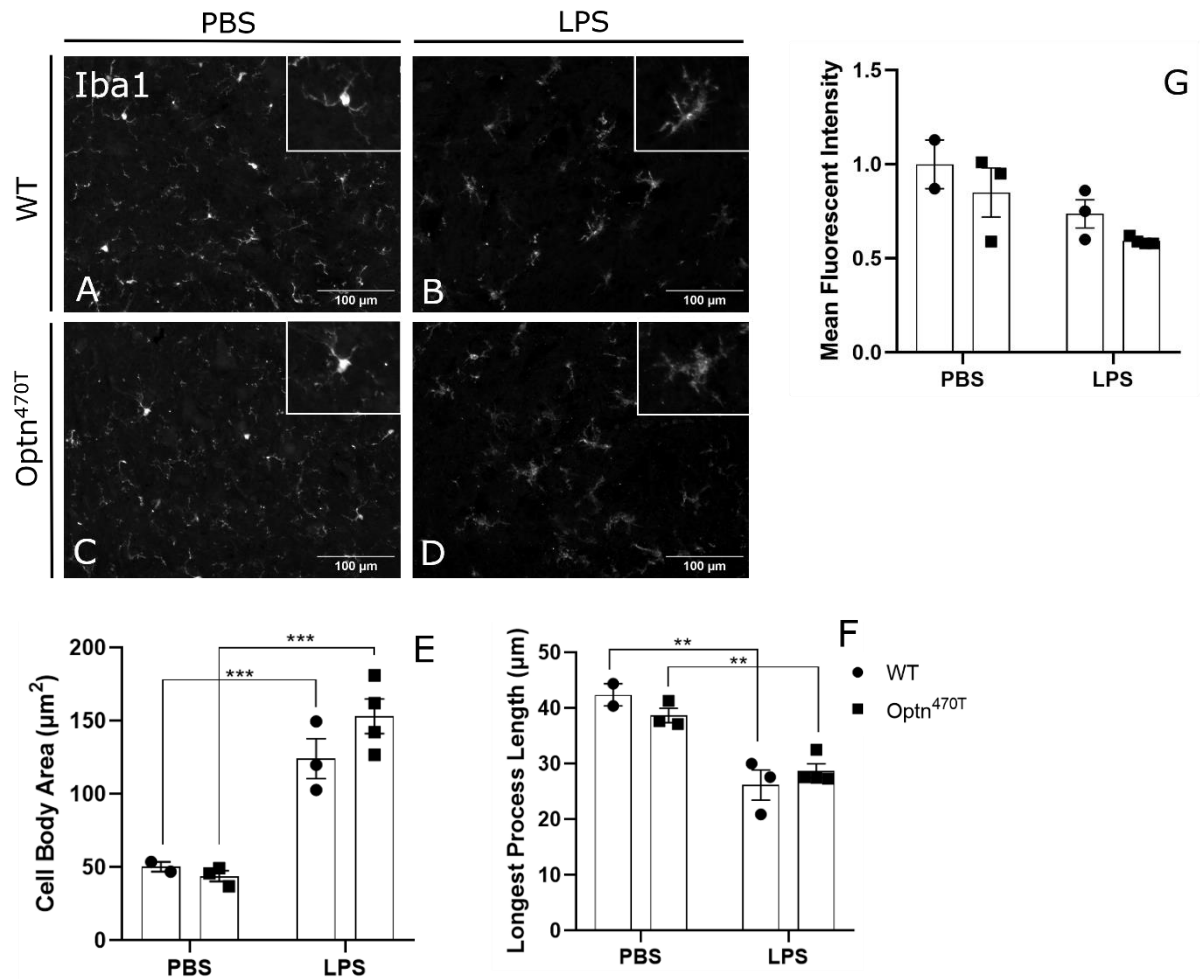 PBS
LPS
Iba1
WT
Optn470T
A
100 µm
B
100 µm
C
100 µm
D
100 µm
G
Mean Fluorescent Intensity
1.5
1.0
0.5
0.0
PBS
LPS
E
Cell Body Area (µm2)
200
150
100
50
0
***
***
PBS
LPS
F
Longest Process Length (µm)
50
40
30
20
10
0
**
**
PBS
LPS
WT
Optn470T